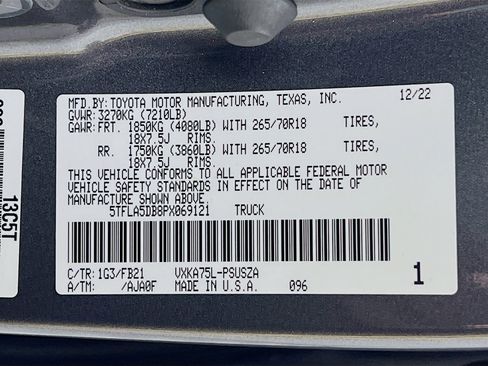 MFD.BY: TOYOTA MOTOR MANUFACTURING, TEXAS, INC. 12/22
GVWR: 3270KG (7210LB)
GAWR: FRT. 1850KG (4080LB) WITH 265/70R18 TIRES,
18X7.5J RIMS.
RR. 1750KG (3860LB) WITH 265/70R18 TIRES,
18X7.5J RIMS.
THIS VEHICLE CONFORMS TO ALL APPLICABLE FEDERAL MOTOR
VEHICLE SAFETY STANDARDS IN EFFECT ON THE DATE OF
MANUFACTURE SHOWN ABOVE.
5TFLA5DB8PX069121 TRUCK
C/TR: 1G3/FB21 VXKA75L-PSUSZA 1
A/TM: /AJA0F MADE IN U.S.A. 096
13C5T